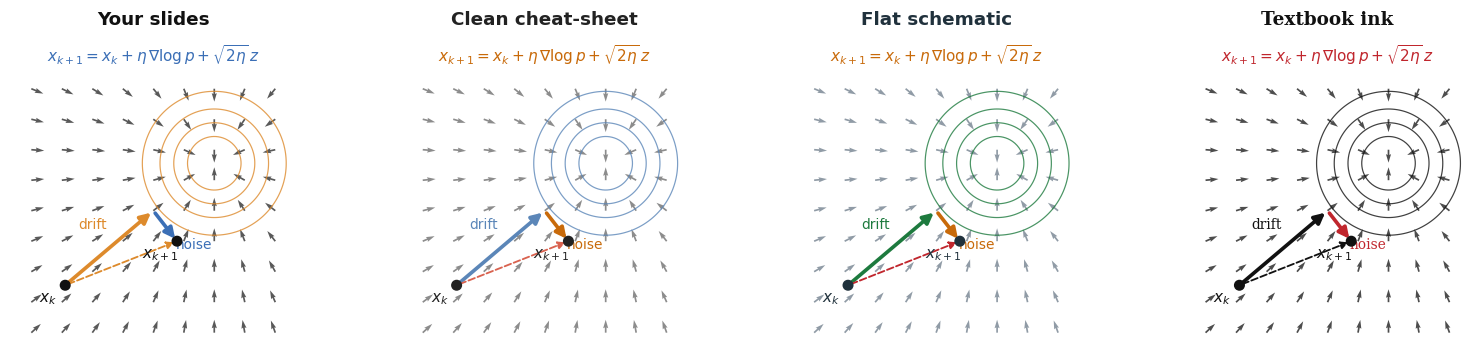 Your slides
x_{k+1} = x_k + η ∇log p + √2η z
drift
noise
x_{k+1}
x_k
Clean cheat-sheet
x_{k+1} = x_k + η ∇log p + √2η z
drift
noise
x_{k+1}
x_k
Flat schematic
x_{k+1} = x_k + η ∇log p + √2η z
drift
noise
x_{k+1}
x_k
Textbook ink
x_{k+1} = x_k + η ∇log p + √2η z
drift
noise
x_{k+1}
x_k